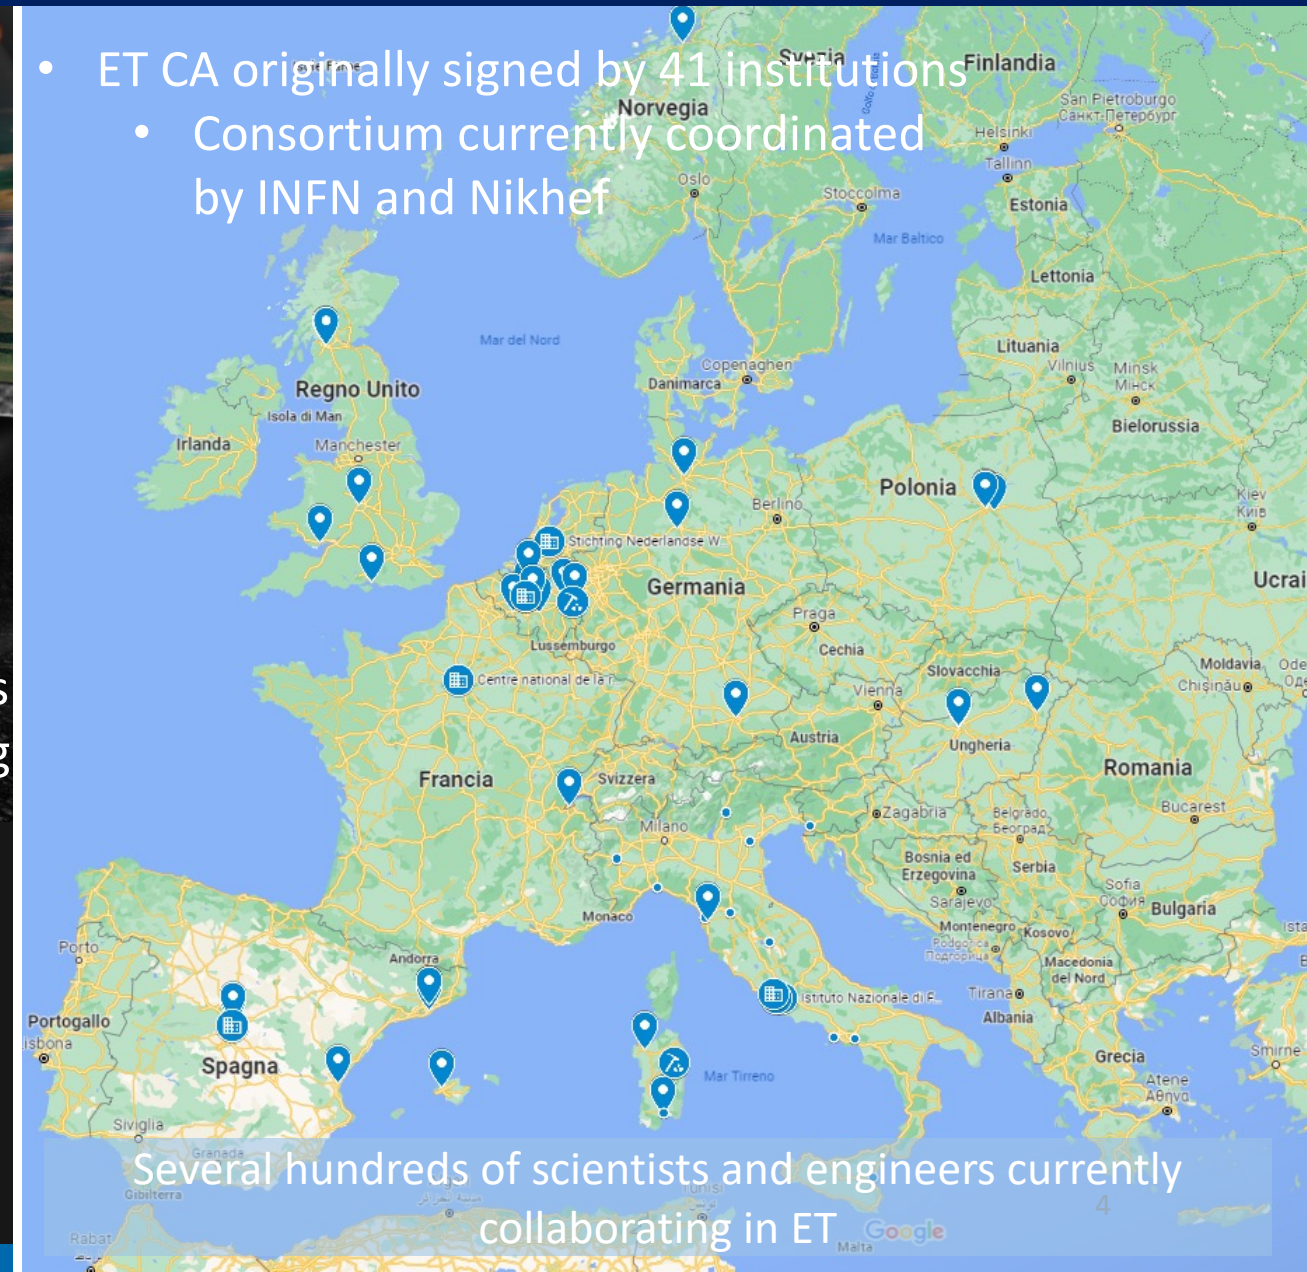 • ET CA originally signed by 41 institutions
• Consortium currently coordinated
by INFN and Nikhef
Svezia
Finlandia
Norvegia
San Pietroburgo
Санкт-Петербург
Helsinki
Tallinn
Oslo
Stoccolma
Estonia
Mar Baltico
Lettonia
Mar del Nord
Lituania
Copenaghen
Danimarca
Vilnius
Minsk
Мінск
Regno Unito
Isola di Man
Irlanda
Manchester
Bielorussia
Polonia
Berlino
Kiev
Київ
Stichting Nederlandse W…
Germania
Ucrai
Praga
Cechia
Lussemburgo
Slovacchia
Moldavia
Chișinău
Centre national de la r…
Vienna
s
g
Austria
Ungheria
Francia
Svizzera
Romania
Milano
Zagabria
Belgrado
Београд
Bucarest
Bosnia ed
Erzegovina
Serbia
Sarajevo
Sofia
София
Bulgaria
Monaco
Montenegro
Kosovo
Podgorica
Подгорица
Porto
Andorra
Macedonia
del Nord
Istituto Nazionale di F…
Tirana
Albania
Portogallo
isbona
Spagna
Mar Tirreno
Grecia
Smirne
Atene
Αθήνα
Siviglia
Granada
Several hundreds of scientists and engineers currently
collaborating in ET
Gibilterra
4
Google
Malta
Rabat